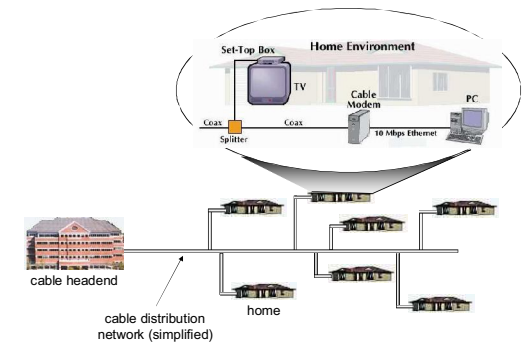 Home Environment
Set-Top Box
TV
Cable
Modem
PC
Coax
Coax
10 Mbps Ethernet
Splitter
cable headend
home
cable distribution
network (simplified)